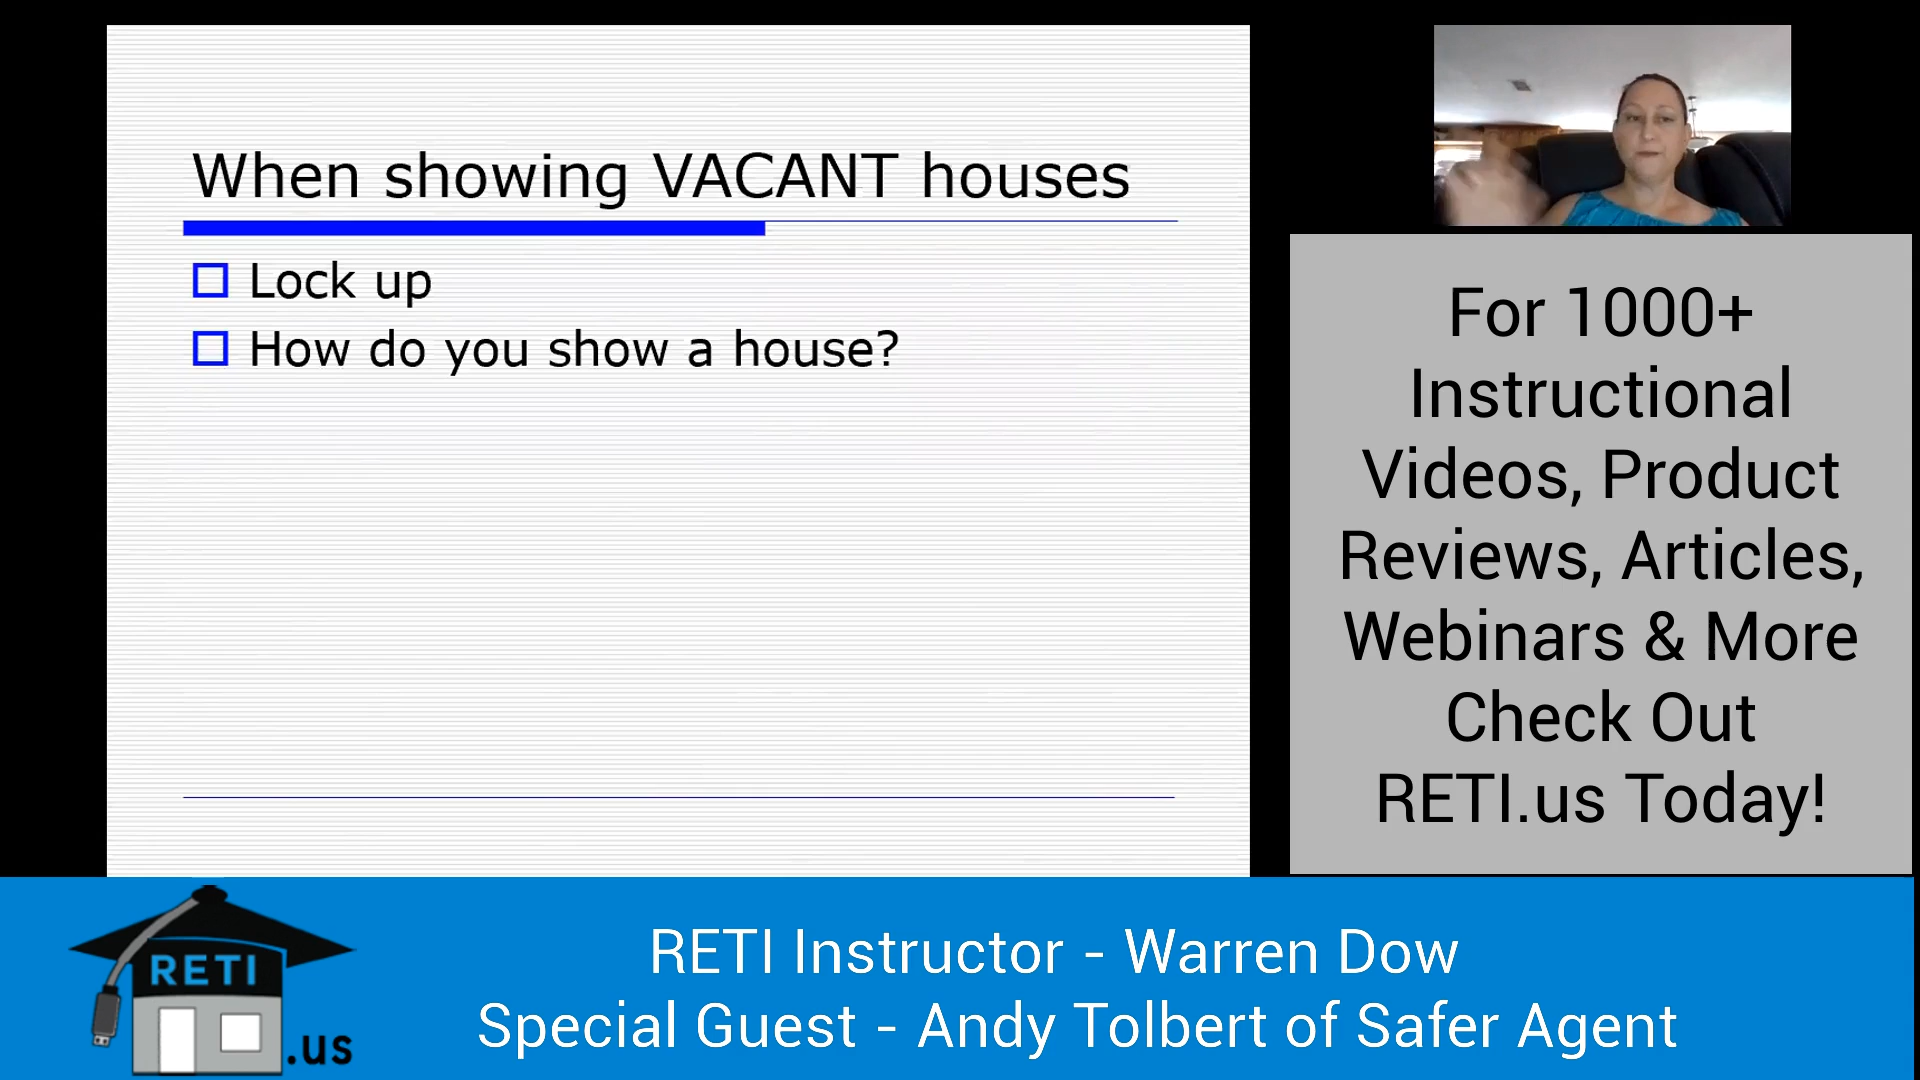 When showing VACANT houses
Lock up
How do you show a house?
For 1000+
Instructional
Videos, Product
Reviews, Articles,
Webinars & More
Check Out
RETI.us Today!
RETI
.us
RETI Instructor - Warren Dow
Special Guest - Andy Tolbert of Safer Agent